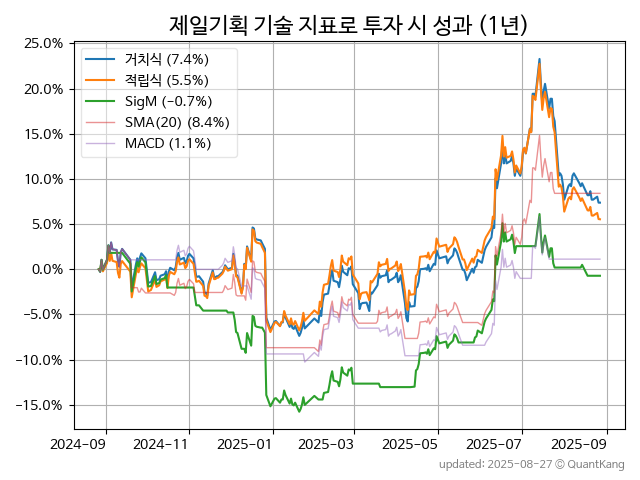 제일기획 기술 지표로 투자 시 성과 (1년)
25.0%
20.0%
15.0%
10.0%
5.0%
0.0%
−5.0%
−10.0%
−15.0%
거치식 (7.4%)
적립식 (5.5%)
SigM (−0.7%)
SMA(20) (8.4%)
MACD (1.1%)
2024-09 2024-11 2025-01 2025-03 2025-05 2025-07 2025-09
updated: 2025-08-27 © QuantKang